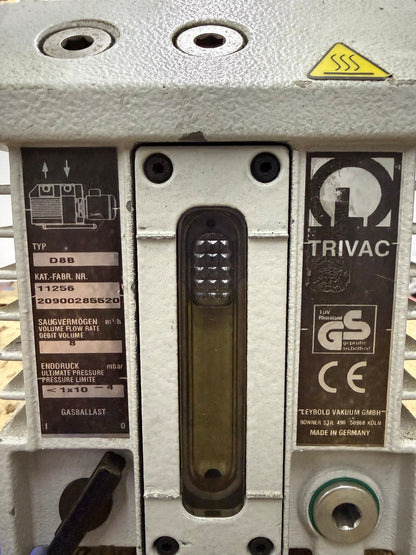 TYP
D8B
KAT.-FABR. NR.
11256
20900285520
SAUGVERMÖGEN m³/h
VOLUME FLOW RATE
DEBIT VOLUME
ENDDRUCK mbar
ULTIMATE PRESSURE
PRESSURE LIMITE
< 1x10 -4
GASBALLAST
I O
TRIVAC
TÜV
Rheinland
GS
geprüfte
Sicherheit
CE
LEYBOLD VAKUUM GMBH
BONNER STR. 498 50968 KÖLN
MADE IN GERMANY